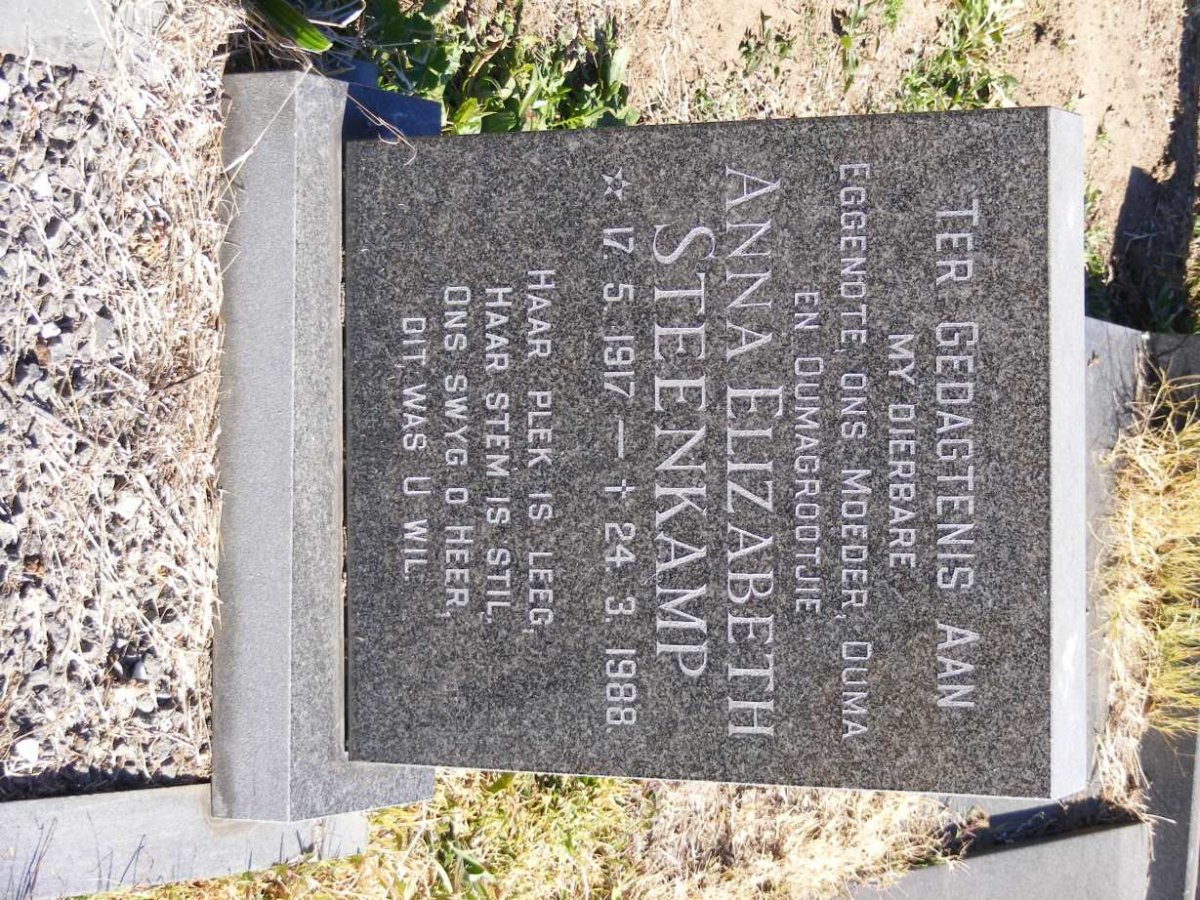 TER GEDAGTENIS AAN
MY DIERBARE
EGGENOTE, ONS MOEDER, OUMA
EN OUMAGROOTJIE
ANNA ELIZABETH
STEENKAMP
☆ 17. 5. 1917 — † 24. 3. 1988.
HAAR PLEK IS LEEG,
HAAR STEM IS STIL,
ONS SWYG O HEER,
DIT WAS U WIL.